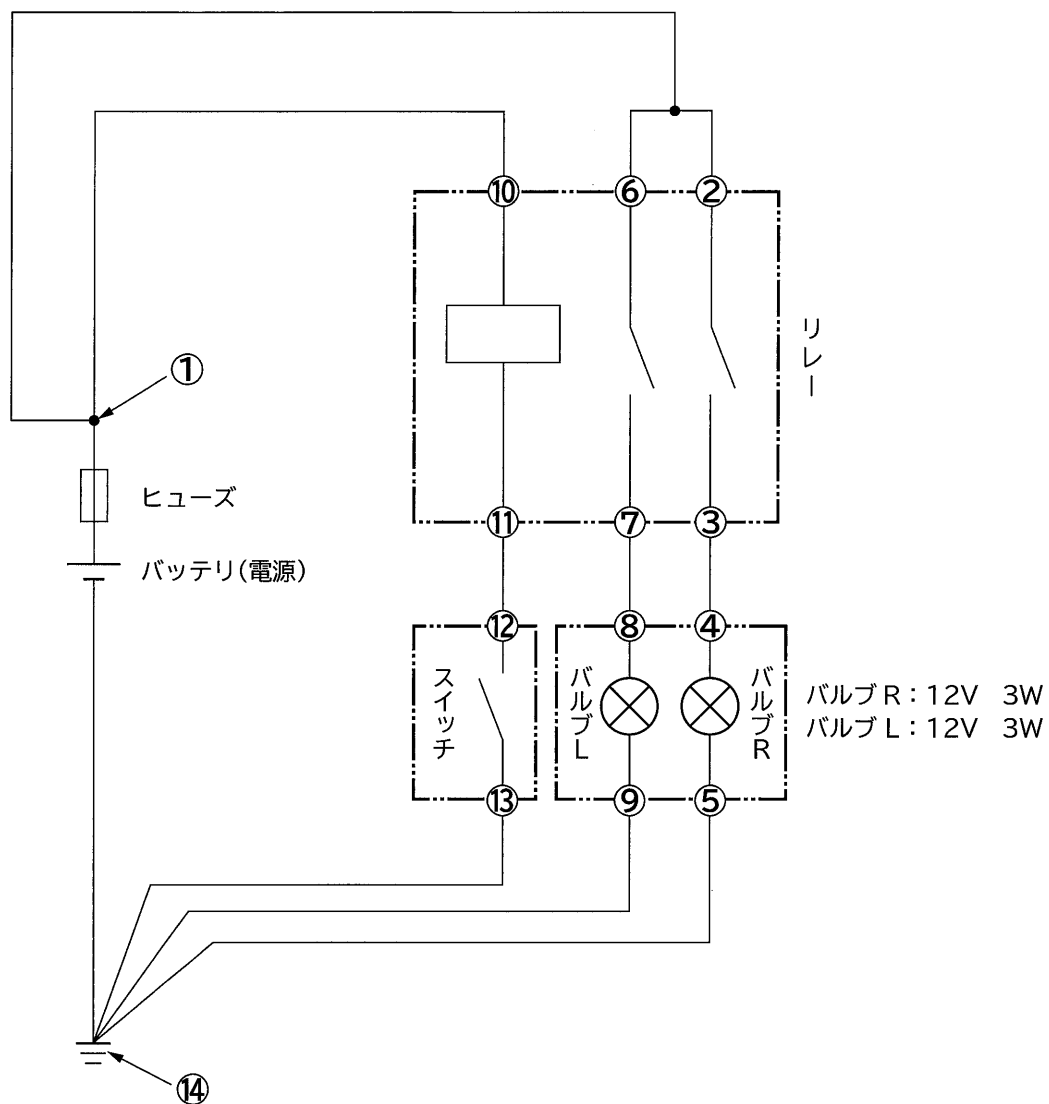 ⑩
⑥
②
リレー
①
ヒューズ
バッテリ(電源)
⑪
⑦
③
⑫
⑧
④
スイッチ
バルブL
バルブR
バルブR：12V 3W
バルブL：12V 3W
⑬
⑨
⑤
⑭